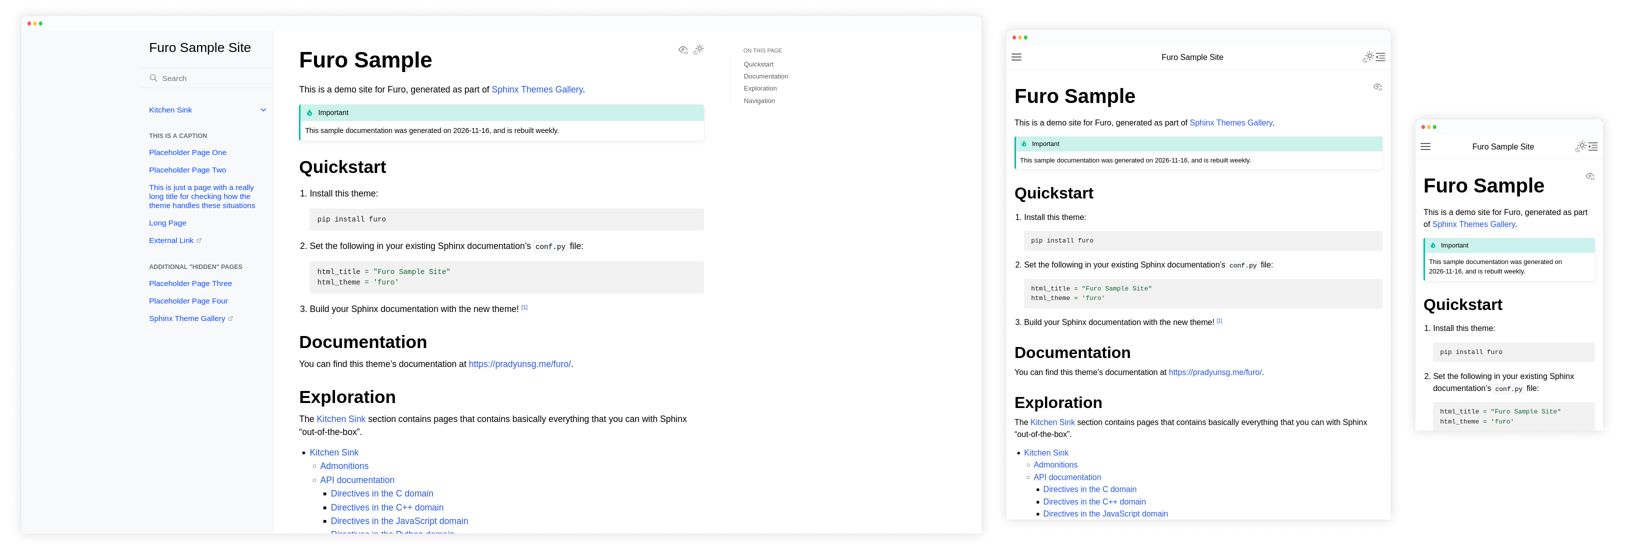 Furo Sample Site
Search
Kitchen Sink
THIS IS A CAPTION
Placeholder Page One
Placeholder Page Two
This is just a page with a really
long title for checking how the
theme handles these situations
Long Page
External Link
ADDITIONAL "HIDDEN" PAGES
Placeholder Page Three
Placeholder Page Four
Sphinx Theme Gallery
Furo Sample
This is a demo site for Furo, generated as part of Sphinx Themes Gallery.
Important
This sample documentation was generated on 2026-11-16, and is rebuilt weekly.
Quickstart
1. Install this theme:
pip install furo
2. Set the following in your existing Sphinx documentation’s conf.py file:
html_title = "Furo Sample Site"
html_theme = 'furo'
3. Build your Sphinx documentation with the new theme! [1]
Documentation
You can find this theme’s documentation at https://pradyunsg.me/furo/.
Exploration
The Kitchen Sink section contains pages that contains basically everything that you can with Sphinx
“out-of-the-box”.
Kitchen Sink
Admonitions
API documentation
Directives in the C domain
Directives in the C++ domain
Directives in the JavaScript domain
Directives in the Python domain
ON THIS PAGE
Quickstart
Documentation
Exploration
Navigation
Furo Sample Site
Furo Sample
This is a demo site for Furo, generated as part of Sphinx Themes Gallery.
Important
This sample documentation was generated on 2026-11-16, and is rebuilt weekly.
Quickstart
1. Install this theme:
pip install furo
2. Set the following in your existing Sphinx documentation’s conf.py file:
html_title = "Furo Sample Site"
html_theme = 'furo'
3. Build your Sphinx documentation with the new theme! [1]
Documentation
You can find this theme’s documentation at https://pradyunsg.me/furo/.
Exploration
The Kitchen Sink section contains pages that contains basically everything that you can with Sphinx
“out-of-the-box”.
Kitchen Sink
Admonitions
API documentation
Directives in the C domain
Directives in the C++ domain
Directives in the JavaScript domain
Furo Sample Site
Furo Sample
This is a demo site for Furo, generated as part
of Sphinx Themes Gallery.
Important
This sample documentation was generated on
2026-11-16, and is rebuilt weekly.
Quickstart
1. Install this theme:
pip install furo
2. Set the following in your existing Sphinx
documentation’s conf.py file:
html_title = "Furo Sample Site"
html_theme = 'furo'